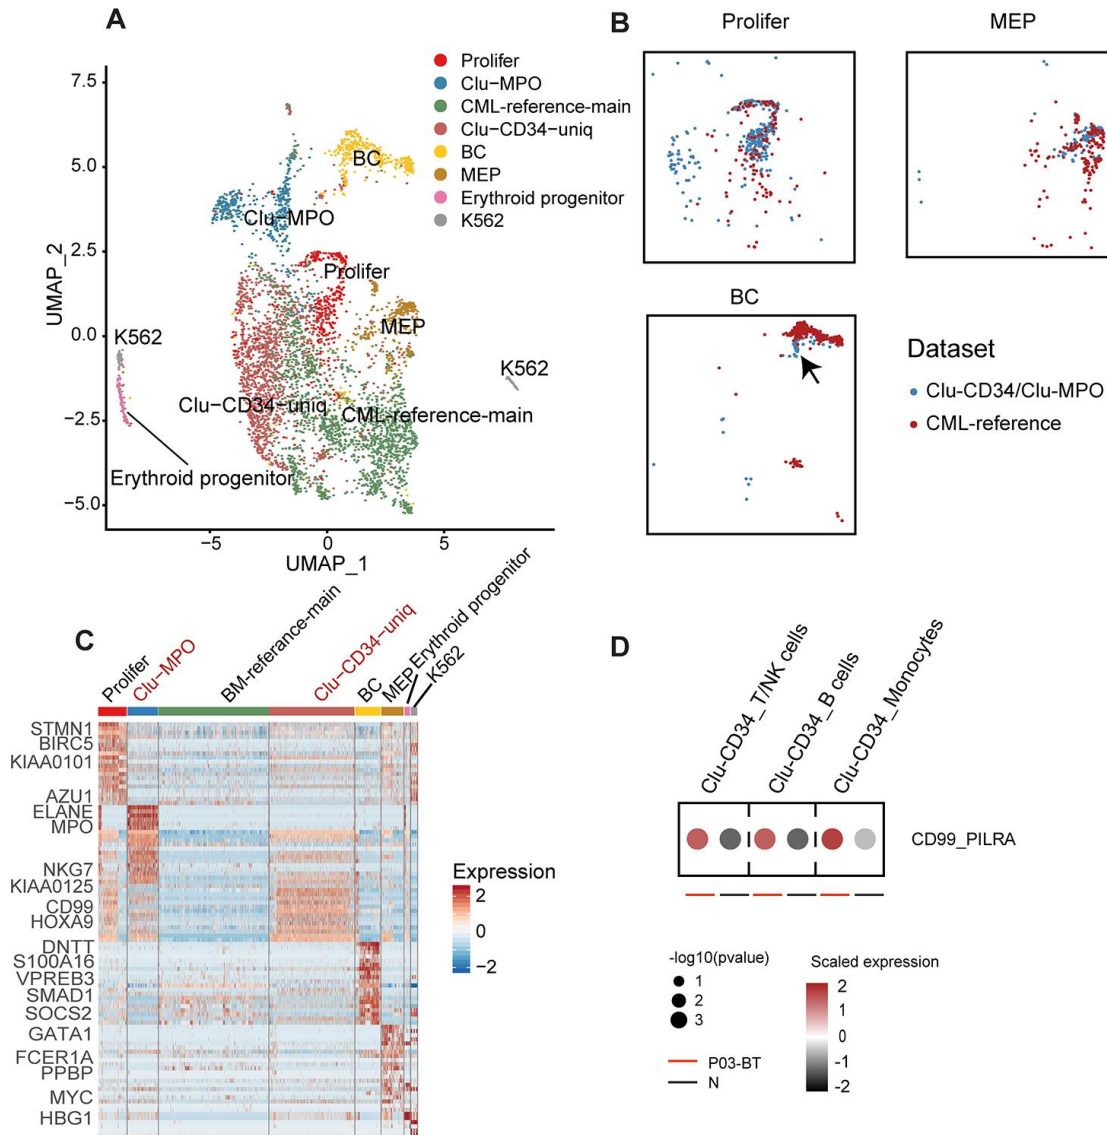 A
Prolifer
Clu−MPO
CML-reference-main
Clu−CD34−uniq
BC
MEP
Erythroid progenitor
K562
7.5
5.0
2.5
0.0
−2.5
−5.0
UMAP_2
BC
Clu−MPO
Prolifer
MEP
K562
K562
Clu−CD34−uniq
CML-reference-main
Erythroid progenitor
−5
0
5
UMAP_1
B
Prolifer
MEP
BC
Dataset
Clu-CD34/Clu-MPO
CML-reference
C
Prolifer
Clu−MPO
BM-referance-main
Clu−CD34−uniq
BC
MEP
Erythroid progenitor
K562
STMN1
BIRC5
KIAA0101
AZU1
ELANE
MPO
NKG7
KIAA0125
CD99
HOXA9
DNTT
S100A16
VPREB3
SMAD1
SOCS2
GATA1
FCER1A
PPBP
MYC
HBG1
Expression
2
0
−2
D
Clu-CD34_T/NK cells
Clu-CD34_B cells
Clu-CD34_Monocytes
CD99_PILRA
-log10(pvalue)
1
2
3
P03-BT
N
Scaled expression
2
1
0
-1
-2